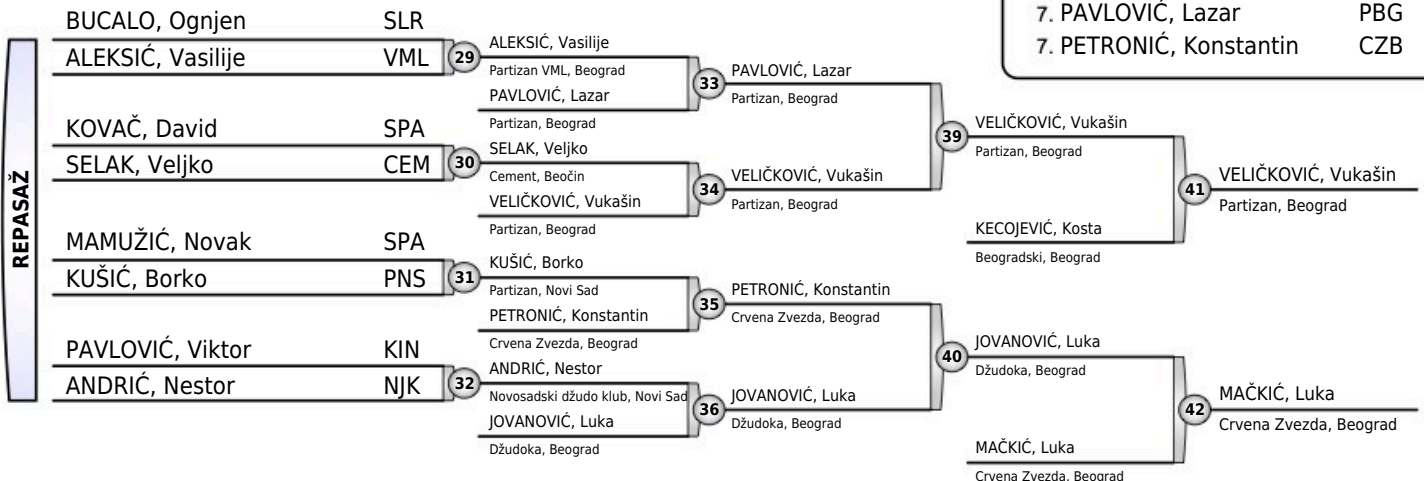 7. PAVLOVIĆ, Lazar PBG
7. PETRONIĆ, Konstantin CZB
REPASAŽ
BUCALO, Ognjen SLR
ALEKSIĆ, Vasilije VML
29
KOVAČ, David SPA
SELAK, Veljko CEM
30
MAMUŽIĆ, Novak SPA
KUŠIĆ, Borko PNS
31
PAVLOVIĆ, Viktor KIN
ANDRIĆ, Nestor NJK
32
ALEKSIĆ, Vasilije
Partizan VML, Beograd
PAVLOVIĆ, Lazar
Partizan, Beograd
33
SELAK, Veljko
Cement, Beočin
VELIČKOVIĆ, Vukašin
Partizan, Beograd
34
KUŠIĆ, Borko
Partizan, Novi Sad
PETRONIĆ, Konstantin
Crvena Zvezda, Beograd
35
ANDRIĆ, Nestor
Novosadski džudo klub, Novi Sad
JOVANOVIĆ, Luka
Džudoka, Beograd
36
PAVLOVIĆ, Lazar
Partizan, Beograd
VELIČKOVIĆ, Vukašin
Partizan, Beograd
39
PETRONIĆ, Konstantin
Crvena Zvezda, Beograd
JOVANOVIĆ, Luka
Džudoka, Beograd
40
VELIČKOVIĆ, Vukašin
Partizan, Beograd
KECOJEVIĆ, Kosta
Beogradski, Beograd
41
JOVANOVIĆ, Luka
Džudoka, Beograd
MAČKIĆ, Luka
Crvena Zvezda, Beograd
42
VELIČKOVIĆ, Vukašin
Partizan, Beograd
MAČKIĆ, Luka
Crvena Zvezda, Beograd